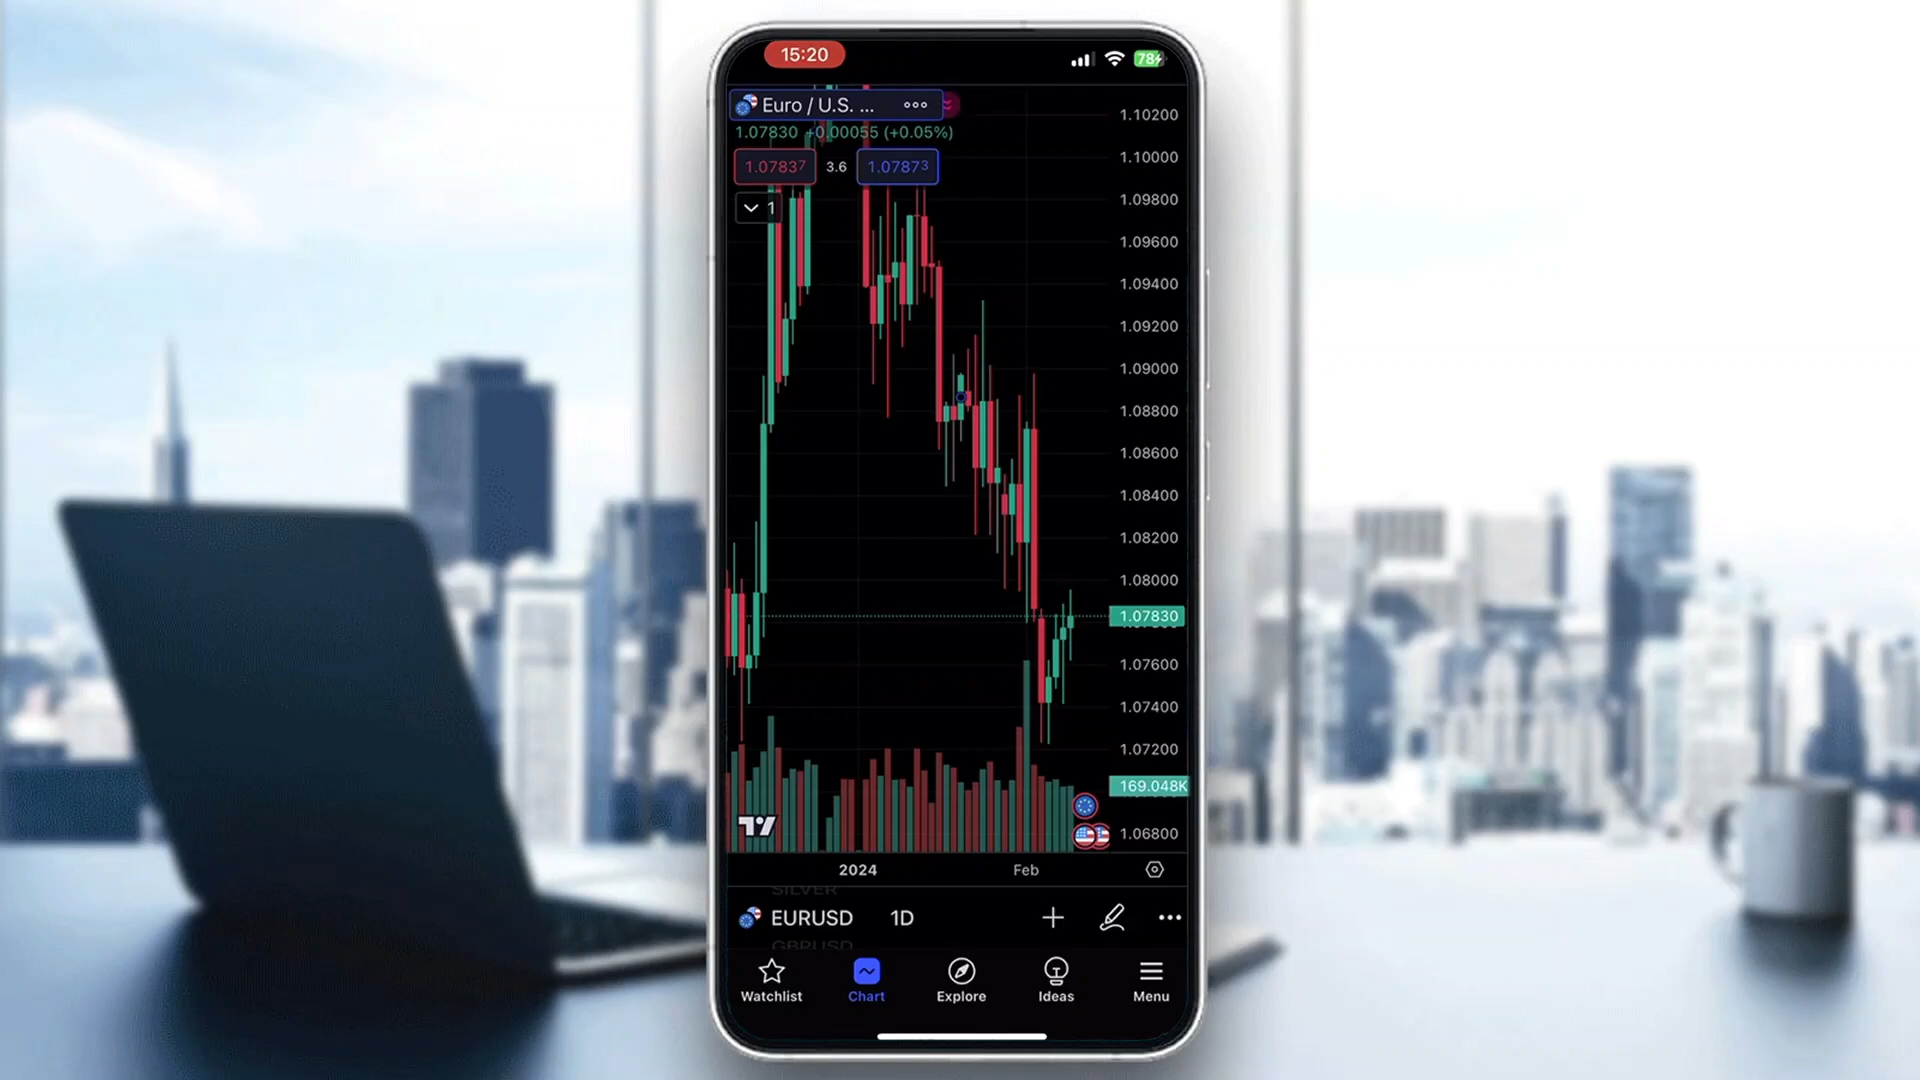 15:20
78
Euro / U.S. ... ooo
1.07830 +0.00055 (+0.05%)
1.07837 3.6 1.07873
1
1.10200
1.10000
1.09800
1.09600
1.09400
1.09200
1.09000
1.08800
1.08600
1.08400
1.08200
1.08000
1.07830
1.07600
1.07400
1.07200
169.048K
1.06800
2024 Feb
SILVER
EURUSD 1D
GBPUSD
Watchlist Chart Explore Ideas Menu